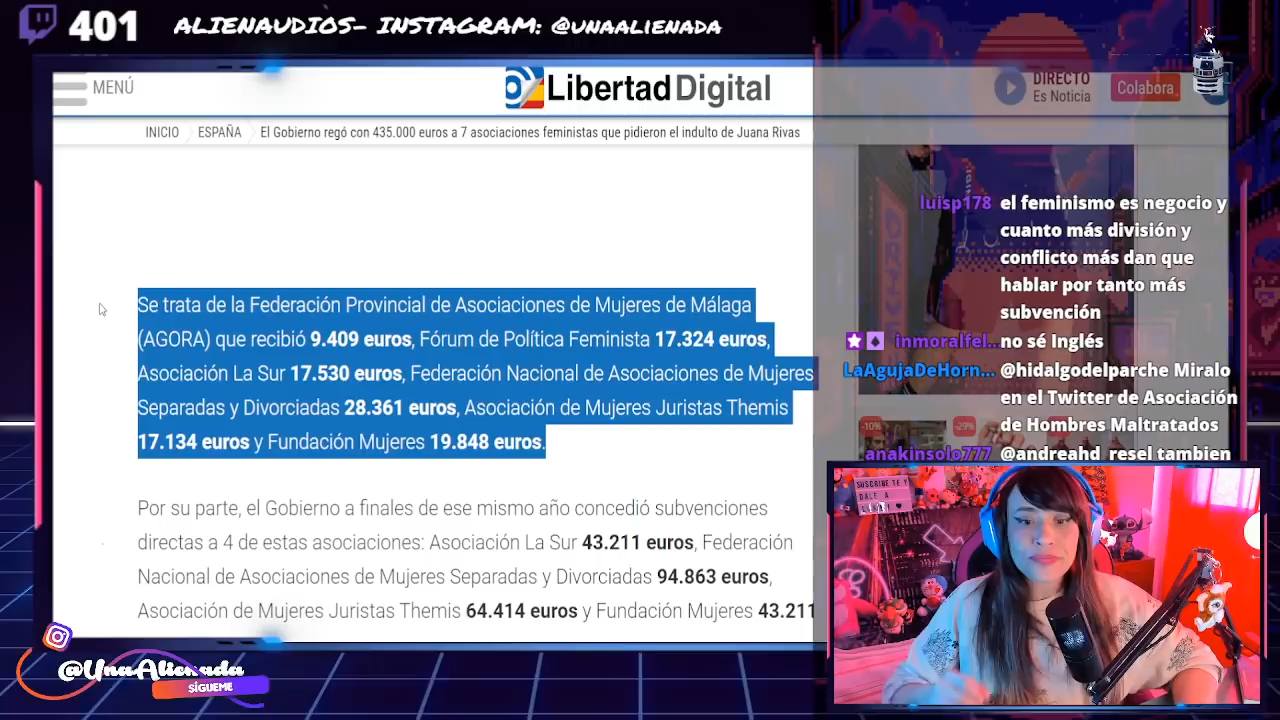 401 ALIENAUDIOS- INSTAGRAM: @UNAALIENADA
MENÚ
Libertad Digital
DIRECTO
Es Noticia
Colabora
INICIO ESPAÑA El Gobierno regó con 435.000 euros a 7 asociaciones feministas que pidieron el indulto de Juana Rivas
Se trata de la Federación Provincial de Asociaciones de Mujeres de Málaga
(AGORA) que recibió 9.409 euros, Fórum de Política Feminista 17.324 euros,
Asociación La Sur 17.530 euros, Federación Nacional de Asociaciones de Mujeres
Separadas y Divorciadas 28.361 euros, Asociación de Mujeres Juristas Themis
17.134 euros y Fundación Mujeres 19.848 euros.
Por su parte, el Gobierno a finales de ese mismo año concedió subvenciones
directas a 4 de estas asociaciones: Asociación La Sur 43.211 euros, Federación
Nacional de Asociaciones de Mujeres Separadas y Divorciadas 94.863 euros,
Asociación de Mujeres Juristas Themis 64.414 euros y Fundación Mujeres 43.211
luisp178 el feminismo es negocio y
cuanto más división y
conflicto más dan que
hablar por tanto más
subvención
inmoralfel... no sé Inglés
LaAgujaDeHorn... @hidalgodelparche Miralo
en el Twitter de Asociación
de Hombres Maltratados
-10% -29%
anakinsolo777 @andreahd_resel tambien
SUSCRIBETE Y
DALE A
LIKE!
@UnaAlienada
SÍGUEME